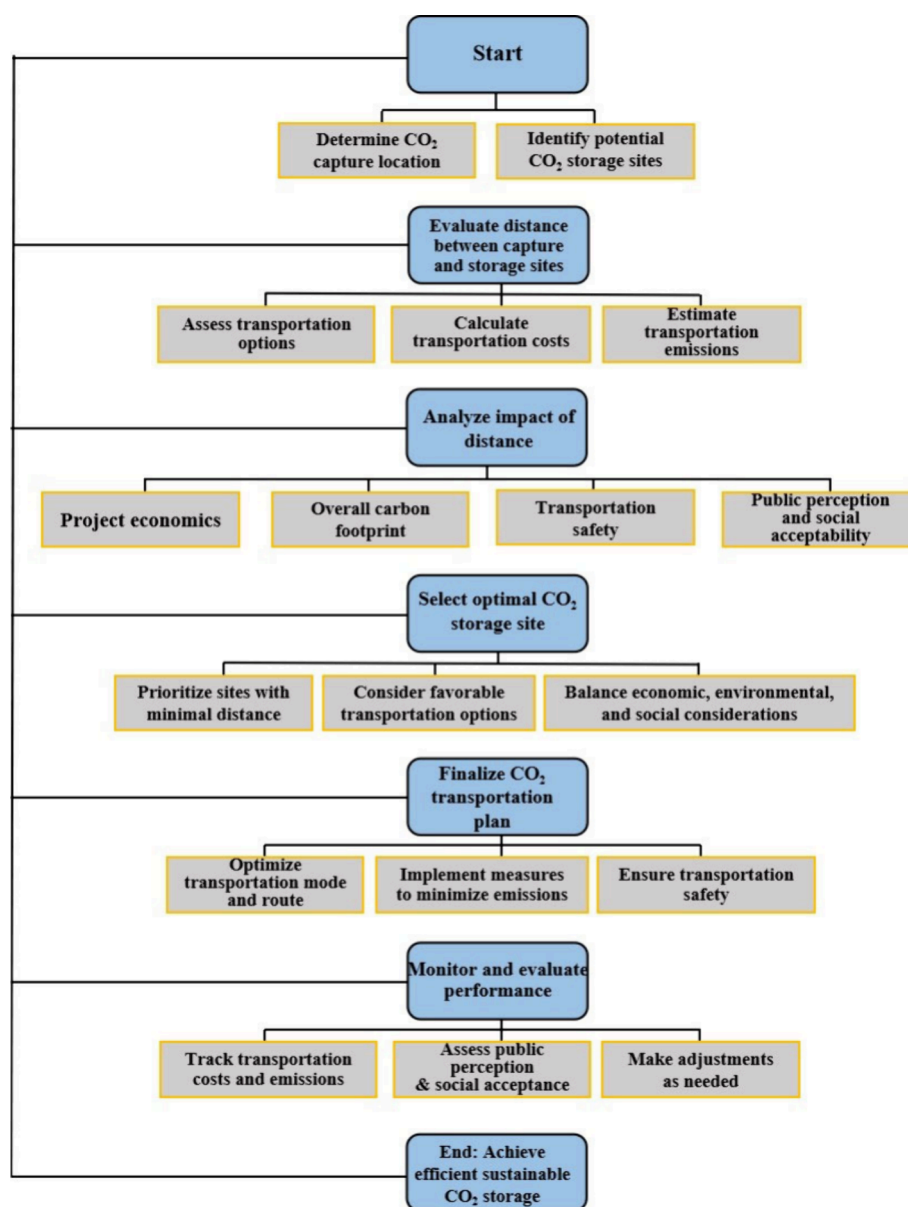 Start
Determine CO₂
capture location
Identify potential
CO₂ storage sites
Evaluate distance
between capture
and storage sites
Assess transportation
options
Calculate
transportation costs
Estimate
transportation
emissions
Analyze impact of
distance
Project economics
Overall carbon
footprint
Transportation
safety
Public perception
and social
acceptability
Select optimal CO₂
storage site
Prioritize sites with
minimal distance
Consider favorable
transportation options
Balance economic, environmental,
and social considerations
Finalize CO₂
transportation
plan
Optimize
transportation mode
and route
Implement measures
to minimize emissions
Ensure transportation
safety
Monitor and evaluate
performance
Track transportation
costs and emissions
Assess public
perception
& social acceptance
Make adjustments
as needed
End: Achieve
efficient sustainable
CO₂ storage